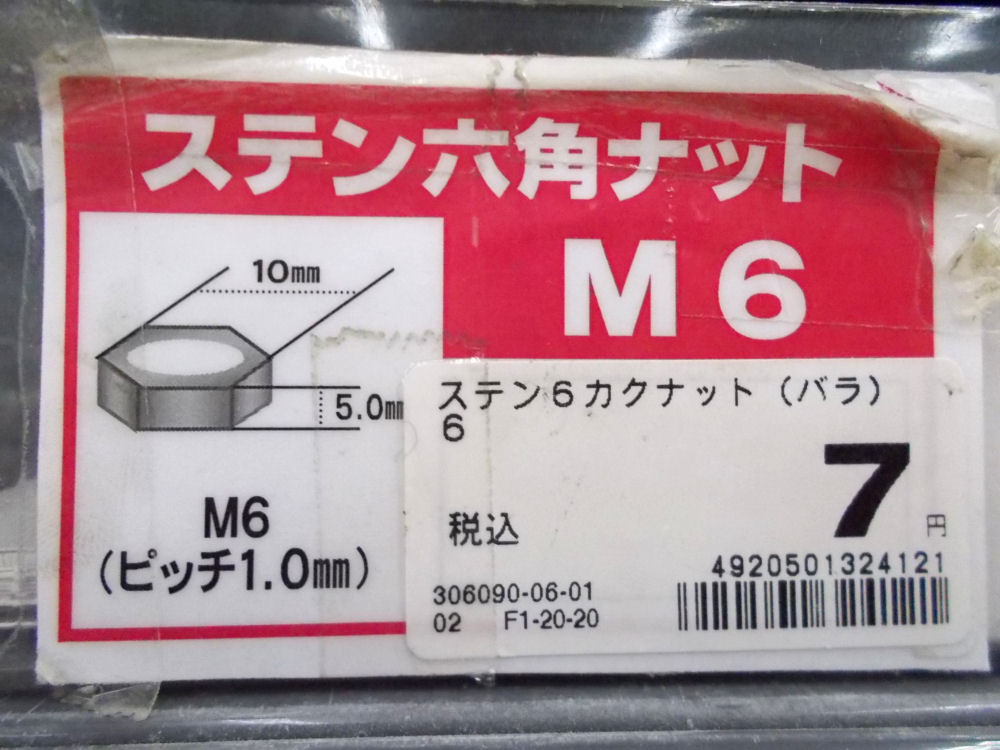 ステン六角ナット
M6
10mm
5.0mm
M6
(ピッチ1.0mm)
ステン6カクナット(バラ)
6
7円
税込
4920501324121
306090-06-01
02 F1-20-20